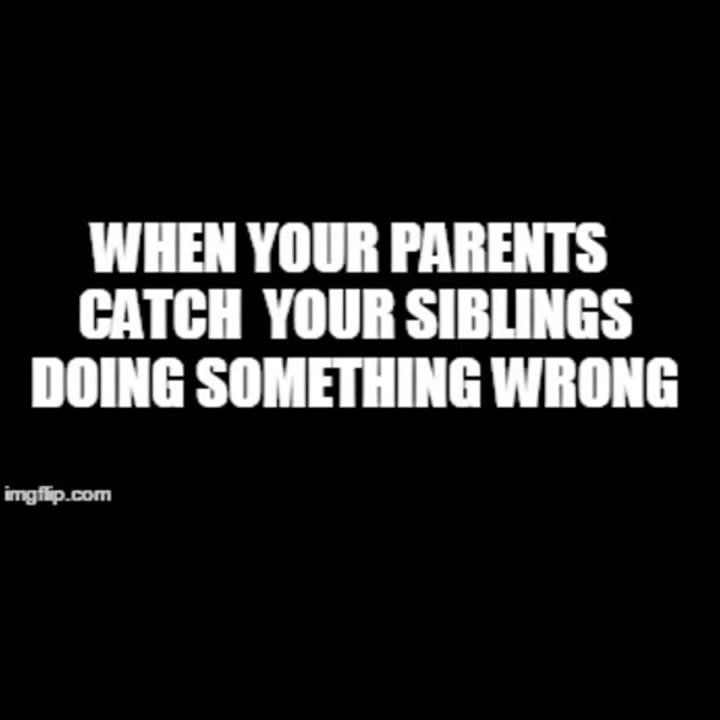 WHEN YOUR PARENTS
CATCH YOUR SIBLINGS
DOING SOMETHING WRONG
imgflip.com